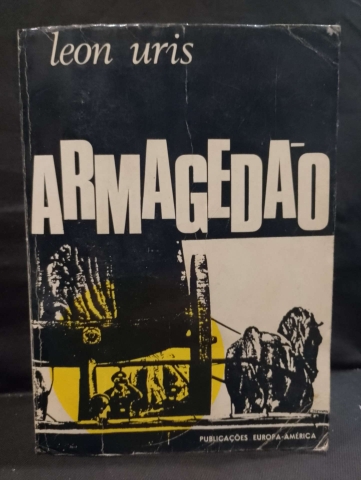 leon uris
ARMAGEDÃO
PUBLICAÇÕES EUROPA-AMÉRICA